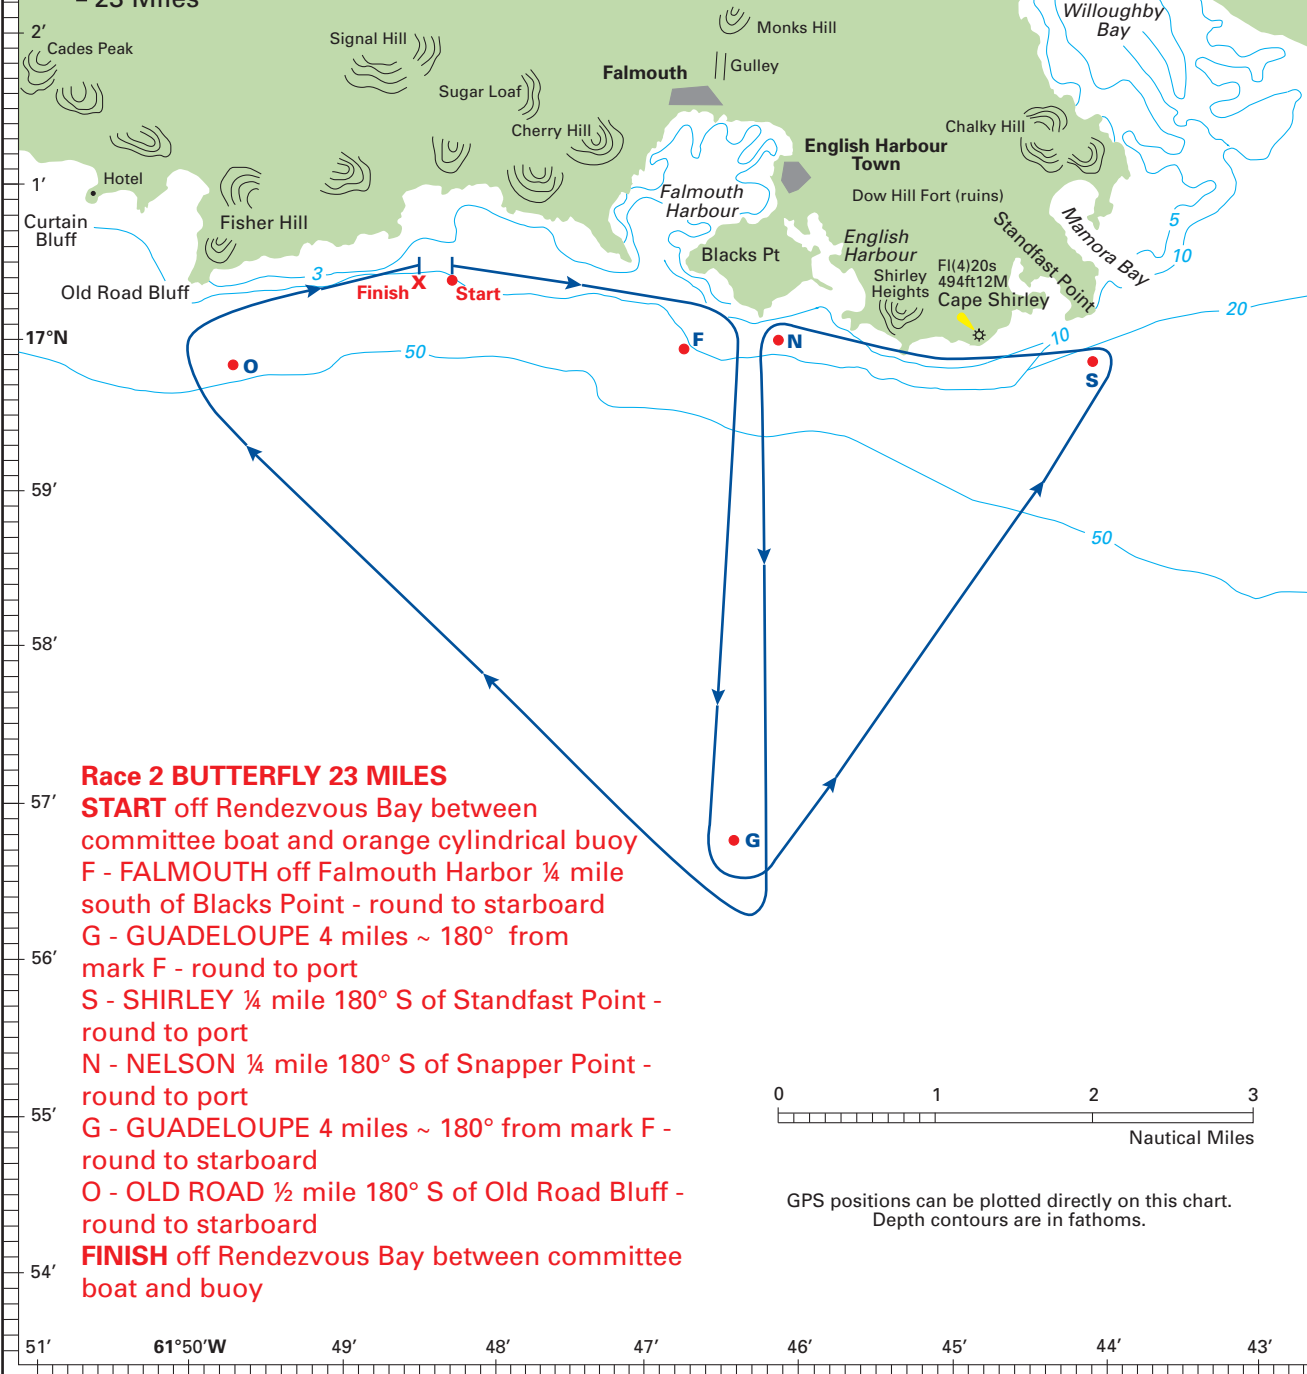 = 23 Miles
2′
Cades Peak
Signal Hill
Sugar Loaf
Cherry Hill
Falmouth
Monks Hill
Gulley
Willoughby
Bay
Chalky Hill
English Harbour
Town
Dow Hill Fort (ruins)
1′
Hotel
Curtain
Bluff
Fisher Hill
Old Road Bluff
Falmouth
Harbour
Blacks Pt
English
Harbour
Shirley
Heights
Fl(4)20s
494ft12M
Cape Shirley
Standfast Point
Mamora Bay
5
10
20
10
3
Finish
X
Start
17°N
O
50
F
N
S
59′
50
58′
57′
G
56′
55′
54′
Race 2 BUTTERFLY 23 MILES
START off Rendezvous Bay between
committee boat and orange cylindrical buoy
F - FALMOUTH off Falmouth Harbor ¼ mile
south of Blacks Point - round to starboard
G - GUADELOUPE 4 miles ~ 180° from
mark F - round to port
S - SHIRLEY ¼ mile 180° S of Standfast Point -
round to port
N - NELSON ¼ mile 180° S of Snapper Point -
round to port
G - GUADELOUPE 4 miles ~ 180° from mark F -
round to starboard
O - OLD ROAD ½ mile 180° S of Old Road Bluff -
round to starboard
FINISH off Rendezvous Bay between committee
boat and buoy
0 1 2 3
Nautical Miles
GPS positions can be plotted directly on this chart.
Depth contours are in fathoms.
51′ 61°50′W 49′ 48′ 47′ 46′ 45′ 44′ 43′